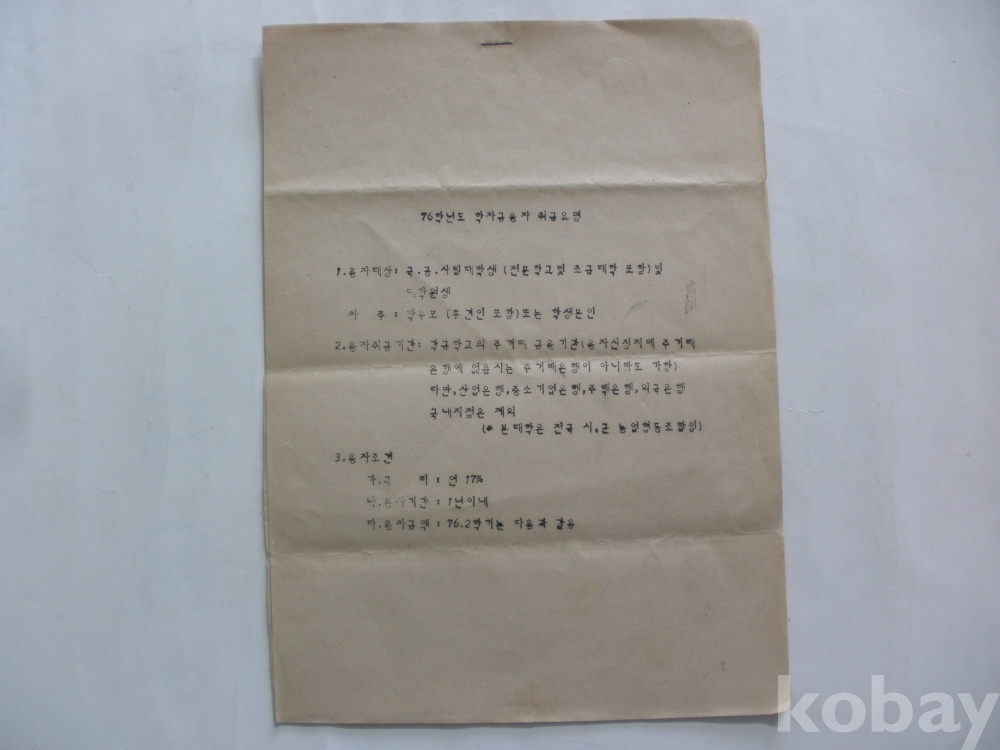 76학년도 학자금융자 취급요령
1.융자대상: 국.공.사립대학생(전문학교및 초급대학 포함)및
대학원생
차 주 : 학부모 (후견인 포함)또는 학생본인
2.융자취급기간: 각급학교의 주거래 금융기관(융자신청지에 주거래
은행에 없을시는 주거래은행이 아니라도 가함)
다만,산업은행,중소기업은행,주택은행,외국은행
국내지점은 제외
(※ 본 대학은 전국 시.군 농업협동조합임)
3.융자조건
비 : 연 17%
나.융자기간 : 1년이내
다.융자금액 : 76.2학기는 다음과 같음
kobay